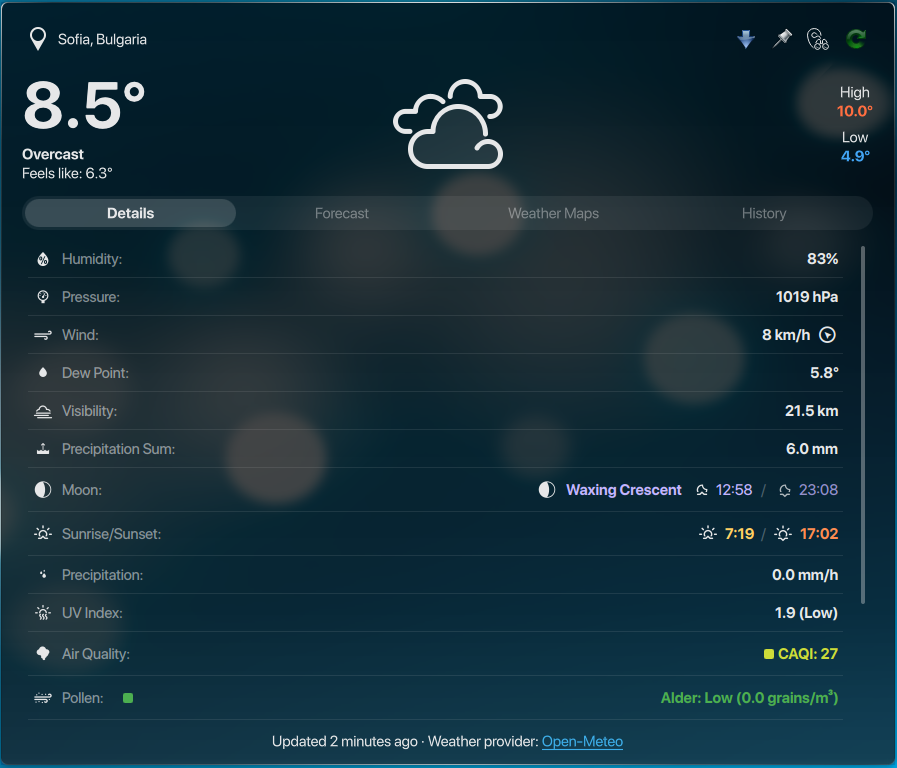 Sofia, Bulgaria
8.5°
Overcast
Feels like: 6.3°
High
10.0°
Low
4.9°
Details Forecast Weather Maps History
Humidity: 83%
Pressure: 1019 hPa
Wind: 8 km/h
Dew Point: 5.8°
Visibility: 21.5 km
Precipitation Sum: 6.0 mm
Moon: Waxing Crescent 12:58 / 23:08
Sunrise/Sunset: 7:19 / 17:02
Precipitation: 0.0 mm/h
UV Index: 1.9 (Low)
Air Quality: CAQI: 27
Pollen: Alder: Low (0.0 grains/m³)
Updated 2 minutes ago · Weather provider: Open-Meteo